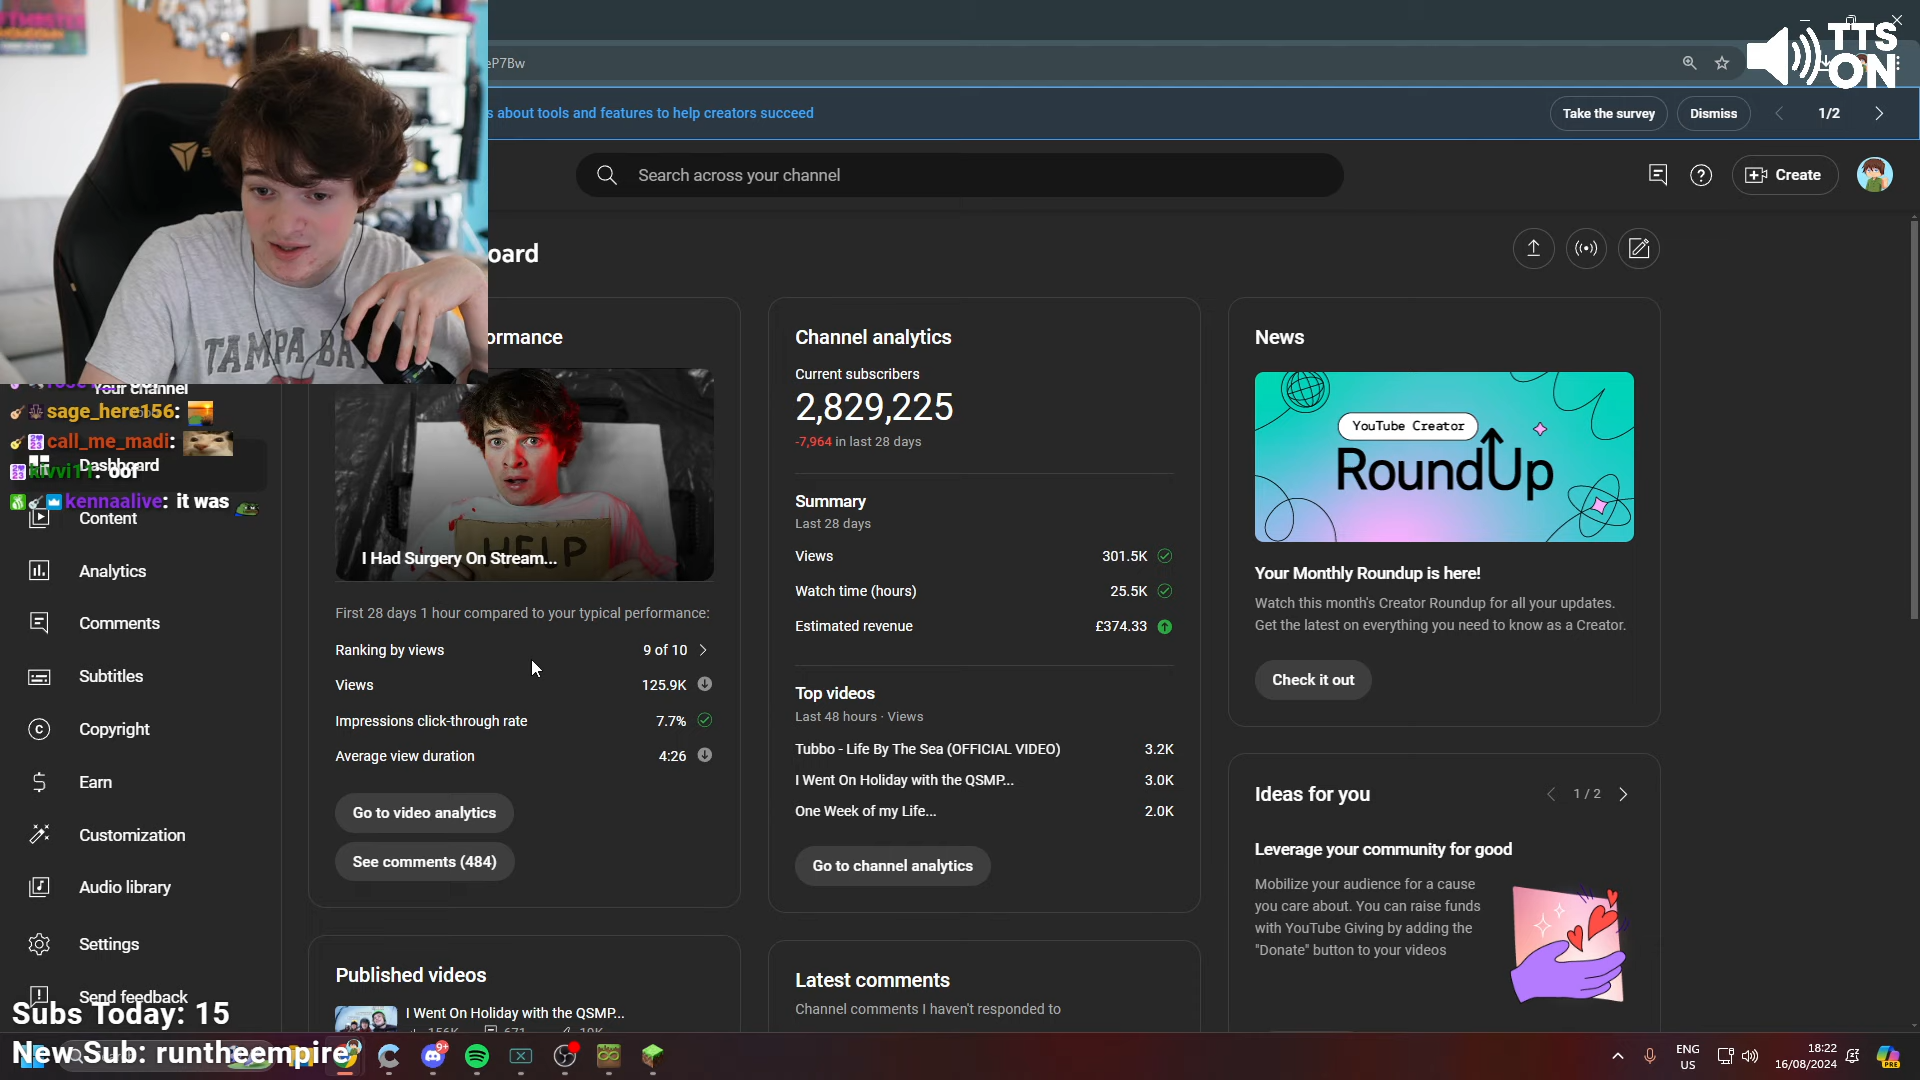 TTS
ON
eP7Bw
s about tools and features to help creators succeed
Take the survey
Dismiss
1/2
Search across your channel
Create
oard
TAMPA BA
ormance
HELP
I Had Surgery On Stream...
First 28 days 1 hour compared to your typical performance:
Ranking by views 9 of 10
Views 125.9K
Impressions click-through rate 7.7%
Average view duration 4:26
Go to video analytics
See comments (484)
Published videos
I Went On Holiday with the QSMP...
Channel analytics
Current subscribers
2,829,225
-7,964 in last 28 days
Summary
Last 28 days
Views 301.5K
Watch time (hours) 25.5K
Estimated revenue £374.33
Top videos
Last 48 hours · Views
Tubbo - Life By The Sea (OFFICIAL VIDEO) 3.2K
I Went On Holiday with the QSMP... 3.0K
One Week of my Life... 2.0K
Go to channel analytics
Latest comments
Channel comments I haven't responded to
News
YouTube Creator
RoundUp
Your Monthly Roundup is here!
Watch this month's Creator Roundup for all your updates.
Get the latest on everything you need to know as a Creator.
Check it out
Ideas for you
1 / 2
Leverage your community for good
Mobilize your audience for a cause
you care about. You can raise funds
with YouTube Giving by adding the
"Donate" button to your videos
Your channel
sage_here156:
call_me_madi:
Dashboard
oof
kennaalive: it was
Content
Analytics
Comments
Subtitles
Copyright
Earn
Customization
Audio library
Settings
Send feedback
Subs Today: 15
New Sub: runtheempire
9+
ENG
US
18:22
16/08/2024
PRE